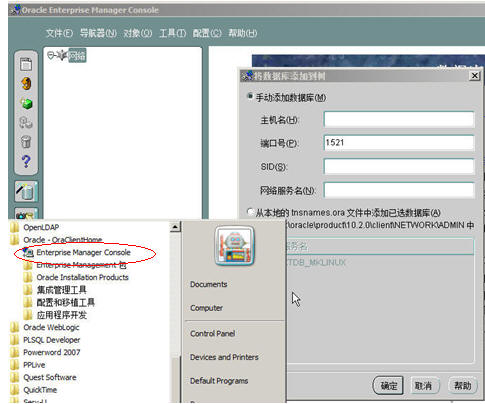 Oracle Enterprise Manager Console
文件(F) 导航器(N) 对象(O) 工具(T) 配置(C) 帮助(H)
网络
将数据库添加到树
手动添加数据库(M)
主机名(H):
端口号(P): 1521
SID(S):
网络服务名(N):
从本地的 tnsnames.ora 文件中添加已选数据库(A)
\oracle\product\10.2.0\client\NETWORK\ADMIN 中
服务名
TDB_MKLINUX
确定 取消 帮助
OpenLDAP
Oracle - OraClientHome
Enterprise Manager Console
Enterprise Management 包
Oracle Installation Products
集成管理工具
配置和移植工具
应用程序开发
Oracle WebLogic
PLSQL Developer
Powerword 2007
PPLive
Quest Software
QuickTime
Serv-U
Documents
Computer
Control Panel
Devices and Printers
Default Programs